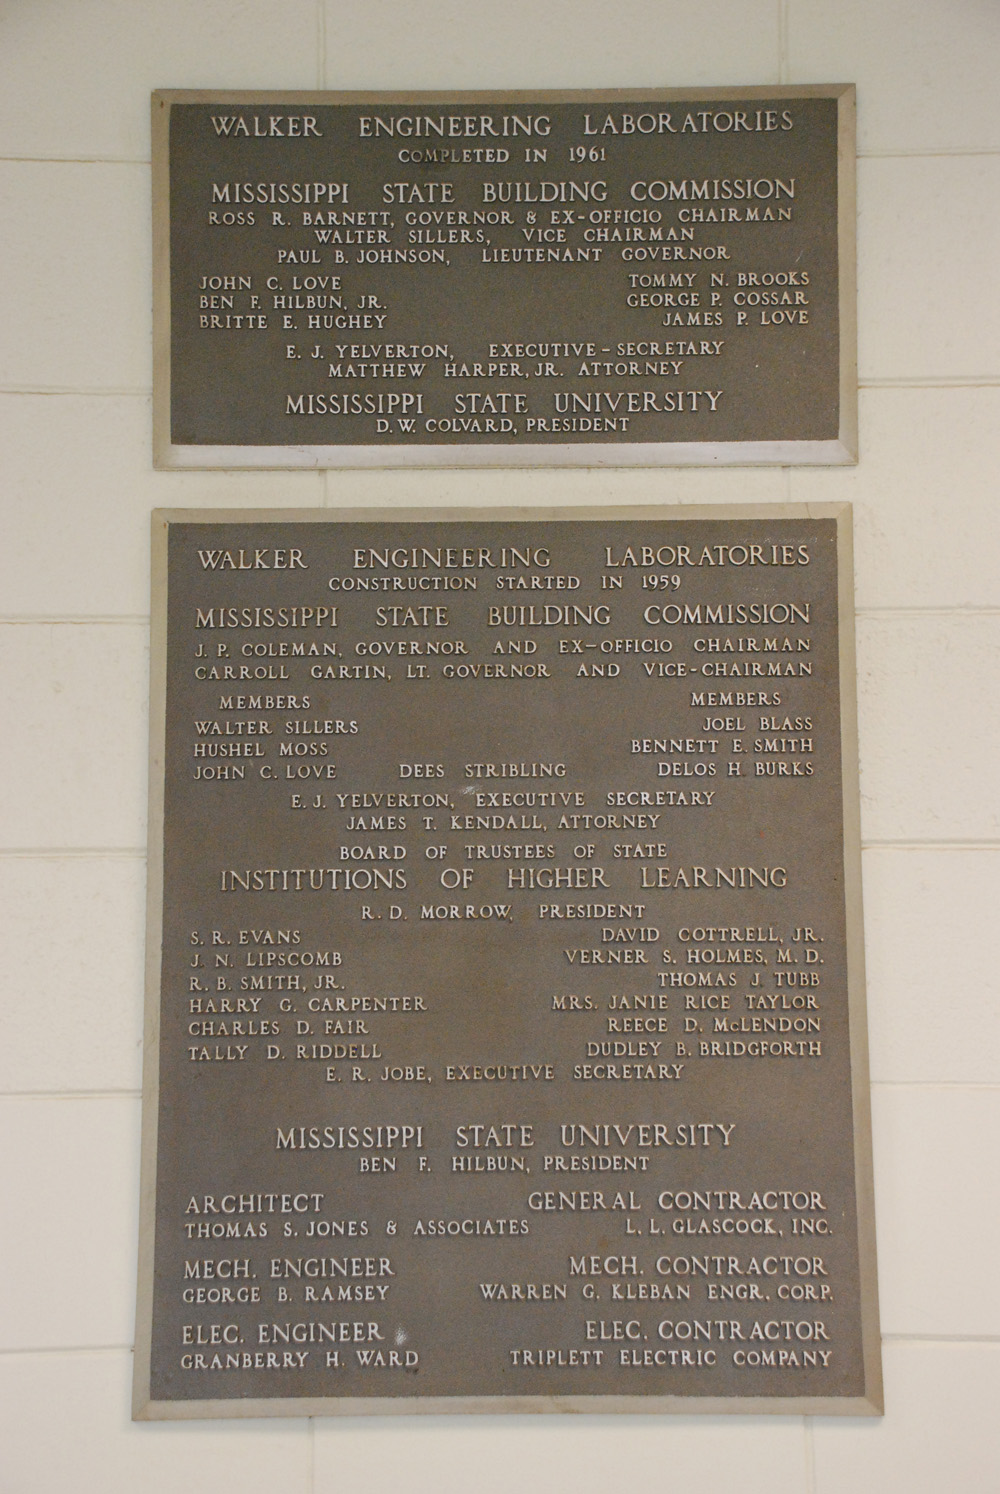 WALKER ENGINEERING LABORATORIES
COMPLETED IN 1961
MISSISSIPPI STATE BUILDING COMMISSION
ROSS R. BARNETT, GOVERNOR & EX-OFFICIO CHAIRMAN
WALTER SILLERS, VICE CHAIRMAN
PAUL B. JOHNSON, LIEUTENANT GOVERNOR
JOHN C. LOVE TOMMY N. BROOKS
BEN F. HILBUN, JR. GEORGE P. COSSAR
BRITTE E. HUGHEY JAMES P. LOVE
E. J. YELVERTON, EXECUTIVE-SECRETARY
MATTHEW HARPER, JR. ATTORNEY
MISSISSIPPI STATE UNIVERSITY
D. W. COLVARD, PRESIDENT
WALKER ENGINEERING LABORATORIES
CONSTRUCTION STARTED IN 1959
MISSISSIPPI STATE BUILDING COMMISSION
J. P. COLEMAN, GOVERNOR AND EX-OFFICIO CHAIRMAN
CARROLL GARTIN, LT. GOVERNOR AND VICE-CHAIRMAN
MEMBERS MEMBERS
WALTER SILLERS JOEL BLASS
HUSHEL MOSS BENNETT E. SMITH
JOHN C. LOVE DEES STRIBLING DELOS H. BURKS
E. J. YELVERTON, EXECUTIVE SECRETARY
JAMES T. KENDALL, ATTORNEY
BOARD OF TRUSTEES OF STATE
INSTITUTIONS OF HIGHER LEARNING
R. D. MORROW, PRESIDENT
S. R. EVANS DAVID COTTRELL, JR.
J. N. LIPSCOMB VERNER S. HOLMES, M. D.
R. B. SMITH, JR. THOMAS J. TUBB
HARRY G. CARPENTER MRS. JANIE RICE TAYLOR
CHARLES D. FAIR REECE D. McLENDON
TALLY D. RIDDELL DUDLEY B. BRIDGFORTH
E. R. JOBE, EXECUTIVE SECRETARY
MISSISSIPPI STATE UNIVERSITY
BEN F. HILBUN, PRESIDENT
ARCHITECT GENERAL CONTRACTOR
THOMAS S. JONES & ASSOCIATES L. L. GLASCOCK, INC.
MECH. ENGINEER MECH. CONTRACTOR
GEORGE B. RAMSEY WARREN G. KLEBAN ENGR. CORP.
ELEC. ENGINEER ELEC. CONTRACTOR
GRANBERRY H. WARD TRIPLETT ELECTRIC COMPANY